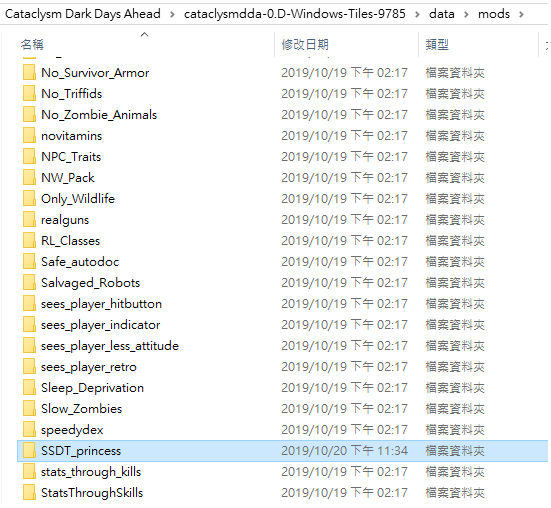 Cataclysm Dark Days Ahead > cataclysmdda-0.D-Windows-Tiles-9785 > data > mods >
名稱 修改日期 類型
No_Survivor_Armor 2019/10/19 下午 02:17 檔案資料夾
No_Triffids 2019/10/19 下午 02:17 檔案資料夾
No_Zombie_Animals 2019/10/19 下午 02:17 檔案資料夾
novitamins 2019/10/19 下午 02:17 檔案資料夾
NPC_Traits 2019/10/19 下午 02:17 檔案資料夾
NW_Pack 2019/10/19 下午 02:17 檔案資料夾
Only_Wildlife 2019/10/19 下午 02:17 檔案資料夾
realguns 2019/10/19 下午 02:17 檔案資料夾
RL_Classes 2019/10/19 下午 02:17 檔案資料夾
Safe_autodoc 2019/10/19 下午 02:17 檔案資料夾
Salvaged_Robots 2019/10/19 下午 02:17 檔案資料夾
sees_player_hitbutton 2019/10/19 下午 02:17 檔案資料夾
sees_player_indicator 2019/10/19 下午 02:17 檔案資料夾
sees_player_less_attitude 2019/10/19 下午 02:17 檔案資料夾
sees_player_retro 2019/10/19 下午 02:17 檔案資料夾
Sleep_Deprivation 2019/10/19 下午 02:17 檔案資料夾
Slow_Zombies 2019/10/19 下午 02:17 檔案資料夾
speedydex 2019/10/19 下午 02:17 檔案資料夾
SSDT_princess 2019/10/20 下午 11:34 檔案資料夾
stats_through_kills 2019/10/19 下午 02:17 檔案資料夾
StatsThroughSkills 2019/10/19 下午 02:17 檔案資料夾